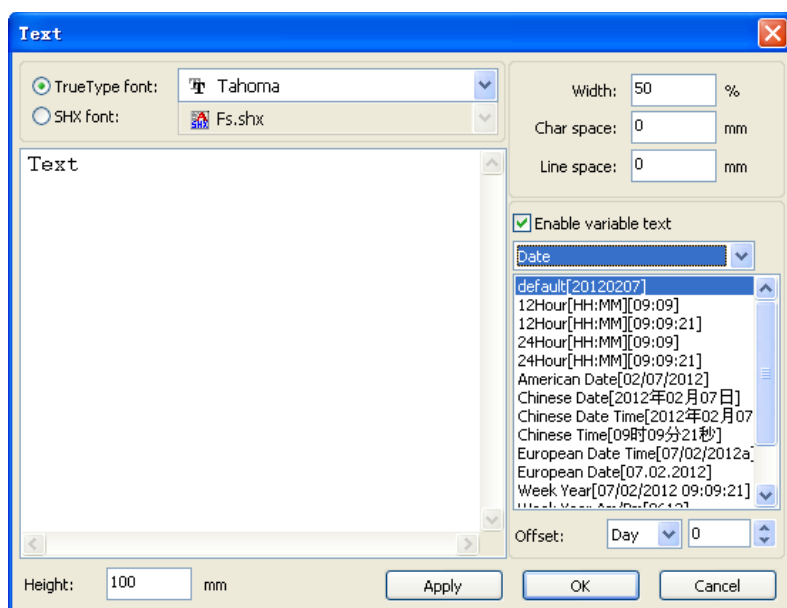 Text
TrueType font:
Tahoma
SHX font:
Fs.shx
Text
Height:
100
mm
Apply
Width:
50
%
Char space:
0
mm
Line space:
0
mm
Enable variable text
Date
default[20120207]
12Hour[HH:MM][09:09]
12Hour[HH:MM][09:09:21]
24Hour[HH:MM][09:09]
24Hour[HH:MM][09:09:21]
American Date[02/07/2012]
Chinese Date[2012年02月07日]
Chinese Date Time[2012年02月07
Chinese Time[09时09分21秒]
European Date Time[07/02/2012a]
European Date[07.02.2012]
Week Year[07/02/2012 09:09:21]
Offset:
Day
0
OK
Cancel